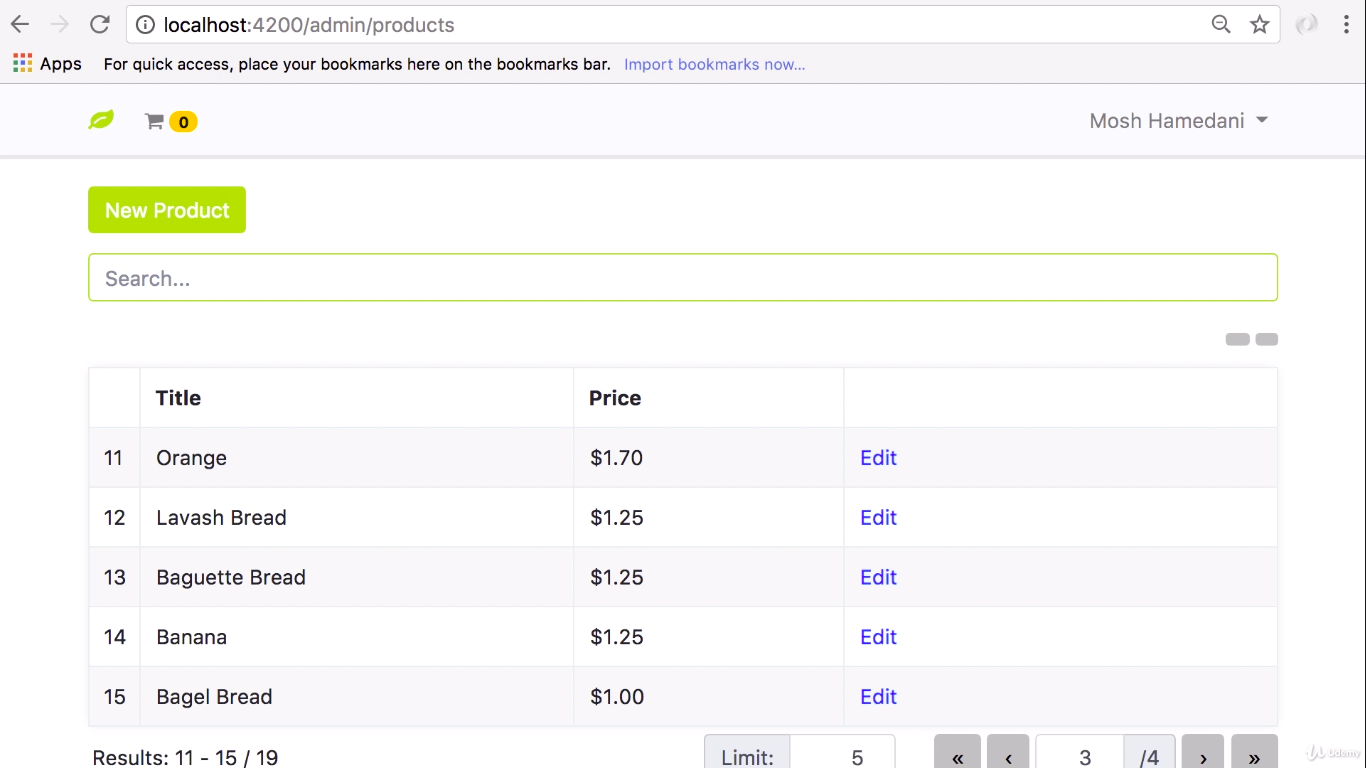 localhost:4200/admin/products
Apps For quick access, place your bookmarks here on the bookmarks bar. Import bookmarks now...
0 Mosh Hamedani
New Product
Search...
Title Price
11 Orange $1.70 Edit
12 Lavash Bread $1.25 Edit
13 Baguette Bread $1.25 Edit
14 Banana $1.25 Edit
15 Bagel Bread $1.00 Edit
Results: 11 - 15 / 19 Limit: 5 « ‹ 3 /4 › »
Udemy